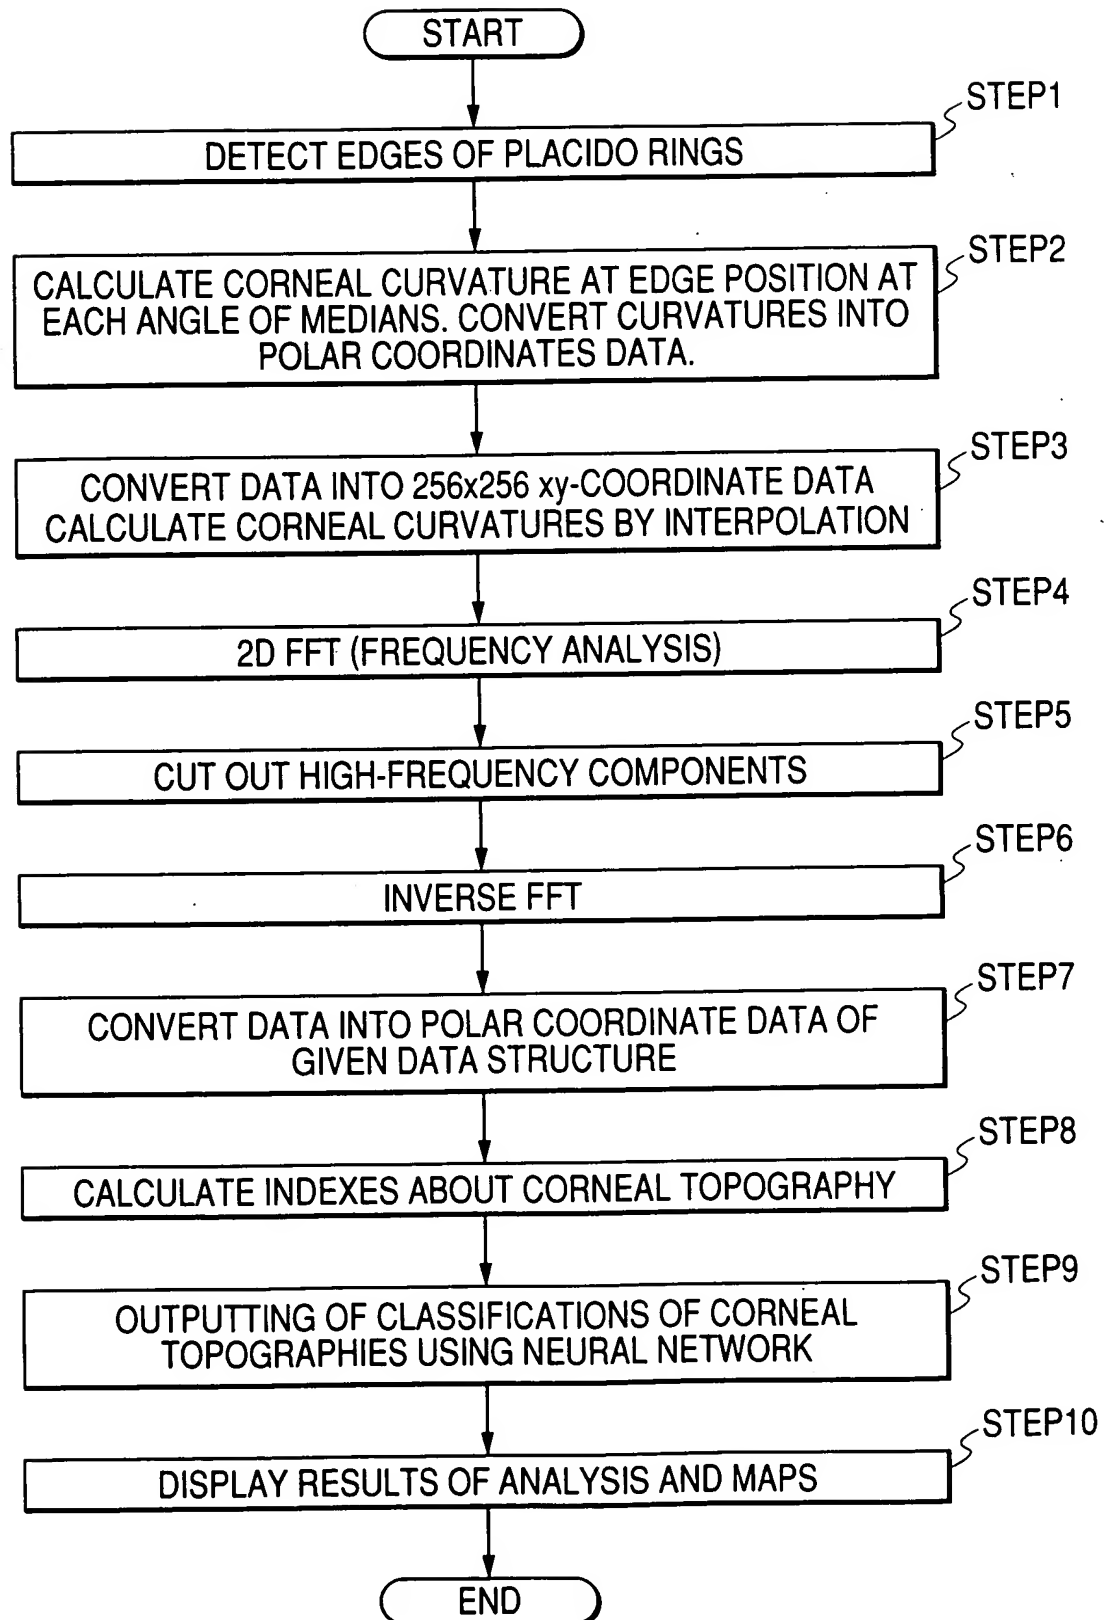 START
STEP1
DETECT EDGES OF PLACIDO RINGS
STEP2
CALCULATE CORNEAL CURVATURE AT EDGE POSITION AT
EACH ANGLE OF MEDIANS. CONVERT CURVATURES INTO
POLAR COORDINATES DATA.
STEP3
CONVERT DATA INTO 256x256 xy-COORDINATE DATA
CALCULATE CORNEAL CURVATURES BY INTERPOLATION
STEP4
2D FFT (FREQUENCY ANALYSIS)
STEP5
CUT OUT HIGH-FREQUENCY COMPONENTS
STEP6
INVERSE FFT
STEP7
CONVERT DATA INTO POLAR COORDINATE DATA OF
GIVEN DATA STRUCTURE
STEP8
CALCULATE INDEXES ABOUT CORNEAL TOPOGRAPHY
STEP9
OUTPUTTING OF CLASSIFICATIONS OF CORNEAL
TOPOGRAPHIES USING NEURAL NETWORK
STEP10
DISPLAY RESULTS OF ANALYSIS AND MAPS
END